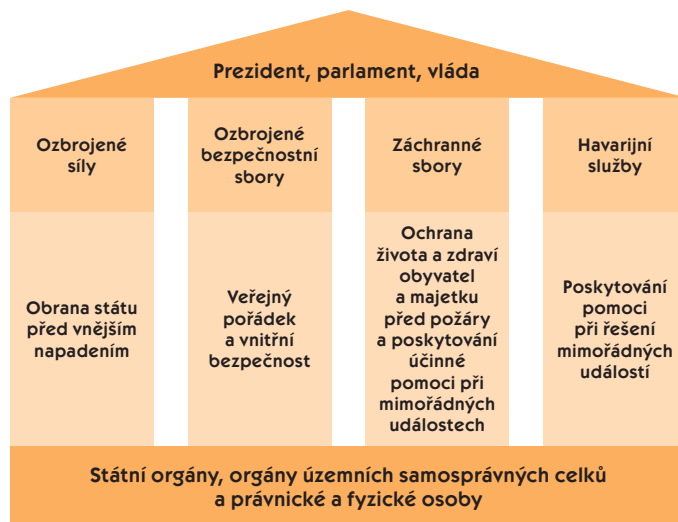 Prezident, parlament, vláda
Ozbrojené
síly
Ozbrojené
bezpečnostní
sbory
Záchranné
sbory
Havarijní
služby
Obrana státu
před vnějším
napadením
Veřejný
pořádek
a vnitřní
bezpečnost
Ochrana
života a zdraví
obyvatel
a majetku
před požáry
a poskytování
účinné
pomoci při
mimořádných
událostech
Poskytování
pomoci
při řešení
mimořádných
událostí
Státní orgány, orgány územních samosprávných celků
a právnické a fyzické osoby